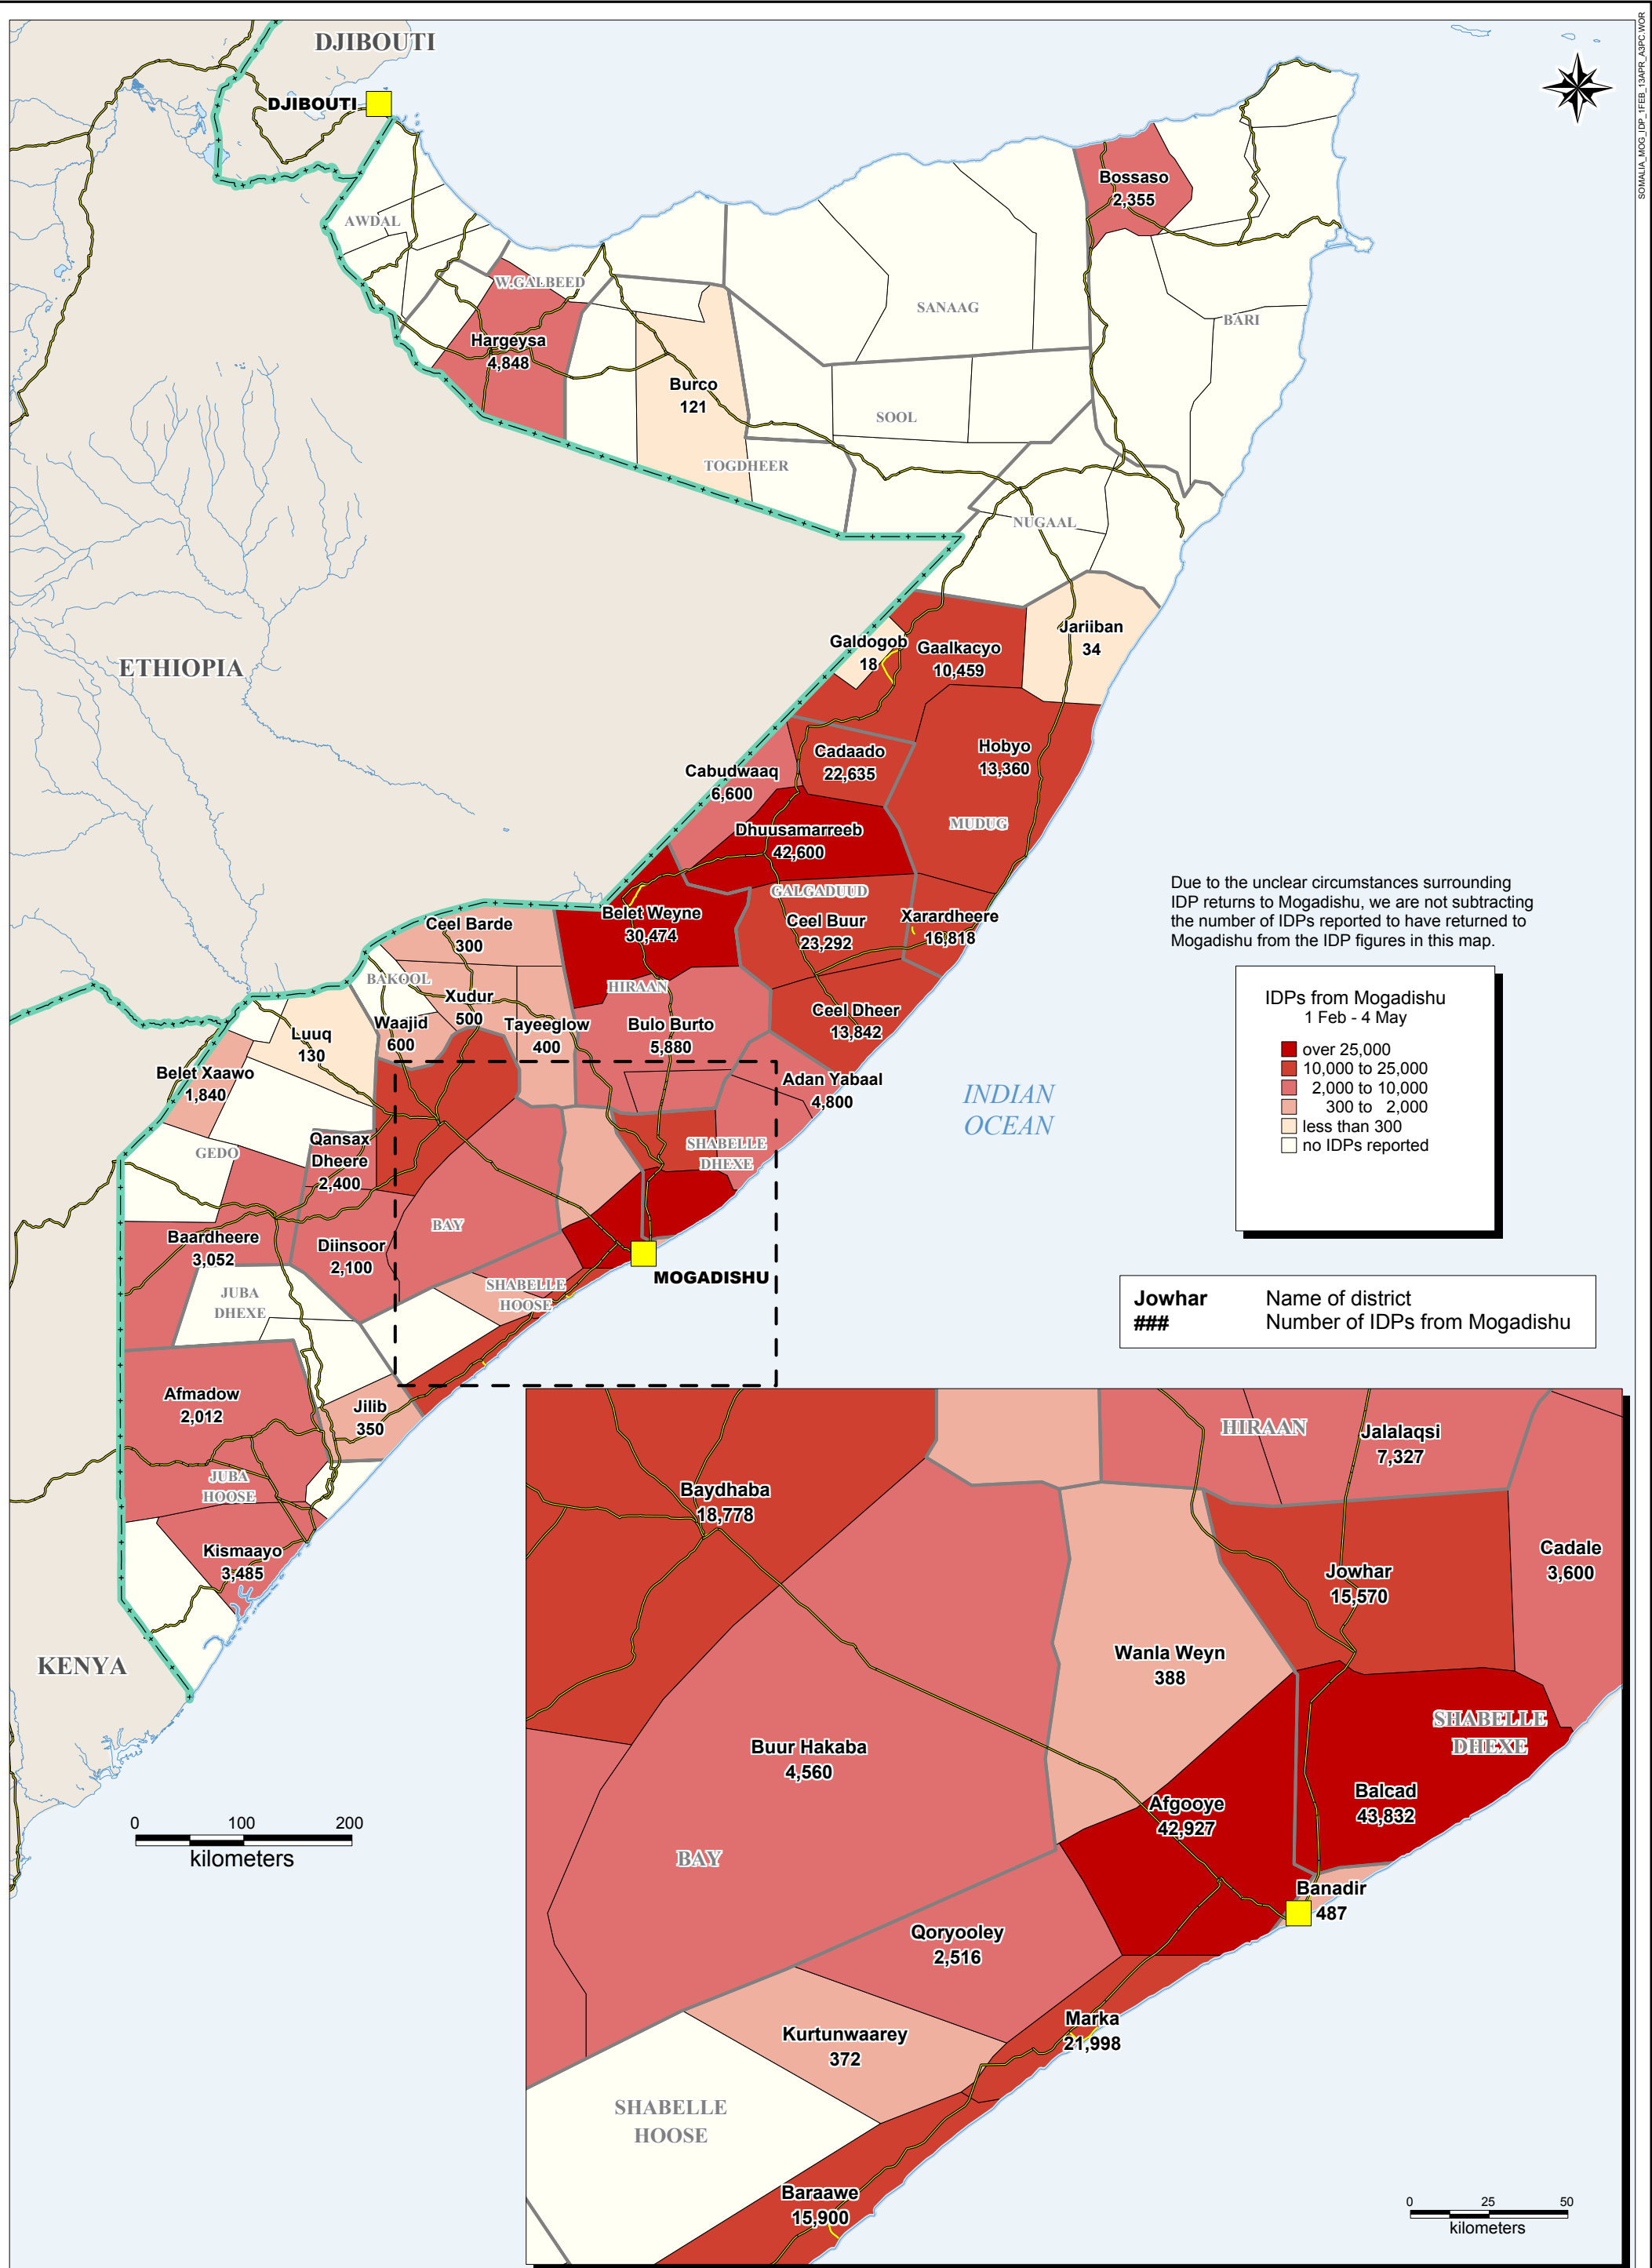 SOMALIA_MOG_IDP_1FEB_13APR_A3PC.WOR
DJIBOUTI
DJIBOUTI
AWDAL
W.GALBEED
Hargeysa
4,848
Burco
121
TOGDHEER
SANAAG
SOOL
Bossaso
2,355
BARI
NUGAAL
ETHIOPIA
Galdogob
18
Gaalkacyo
10,459
Jariiban
34
Cadaado
22,635
Hobyo
13,360
Cabudwaaq
6,600
MUDUG
Dhuusamarreeb
42,600
GALGADUUD
Belet Weyne
30,474
Ceel Buur
23,292
Xarardheere
16,818
Ceel Barde
300
BAKOOL
HIRAAN
Xudur
500
Waajid
600
Tayeeglow
400
Bulo Burto
5,880
Ceel Dheer
13,842
Luuq
130
Belet Xaawo
1,840
Adan Yabaal
4,800
INDIAN
OCEAN
Qansax
Dheere
2,400
GEDO
SHABELLE
DHEXE
BAY
Baardheere
3,052
Diinsoor
2,100
MOGADISHU
JUBA
DHEXE
SHABELLE
HOOSE
Afmadow
2,012
Jilib
350
JUBA
HOOSE
Kismaayo
3,485
KENYA
0 100 200
kilometers
Due to the unclear circumstances surrounding
IDP returns to Mogadishu, we are not subtracting
the number of IDPs reported to have returned to
Mogadishu from the IDP figures in this map.
IDPs from Mogadishu
1 Feb - 4 May
over 25,000
10,000 to 25,000
2,000 to 10,000
300 to 2,000
less than 300
no IDPs reported
Jowhar Name of district
### Number of IDPs from Mogadishu
HIRAAN
Jalalaqsi
7,327
Baydhaba
18,778
Cadale
3,600
Jowhar
15,570
Wanla Weyn
388
SHABELLE
DHEXE
Buur Hakaba
4,560
Balcad
43,832
Afgooye
42,927
BAY
Banadir
487
Qoryooley
2,516
Marka
21,998
Kurtunwaarey
372
SHABELLE
HOOSE
Baraawe
15,900
0 25 50
kilometers